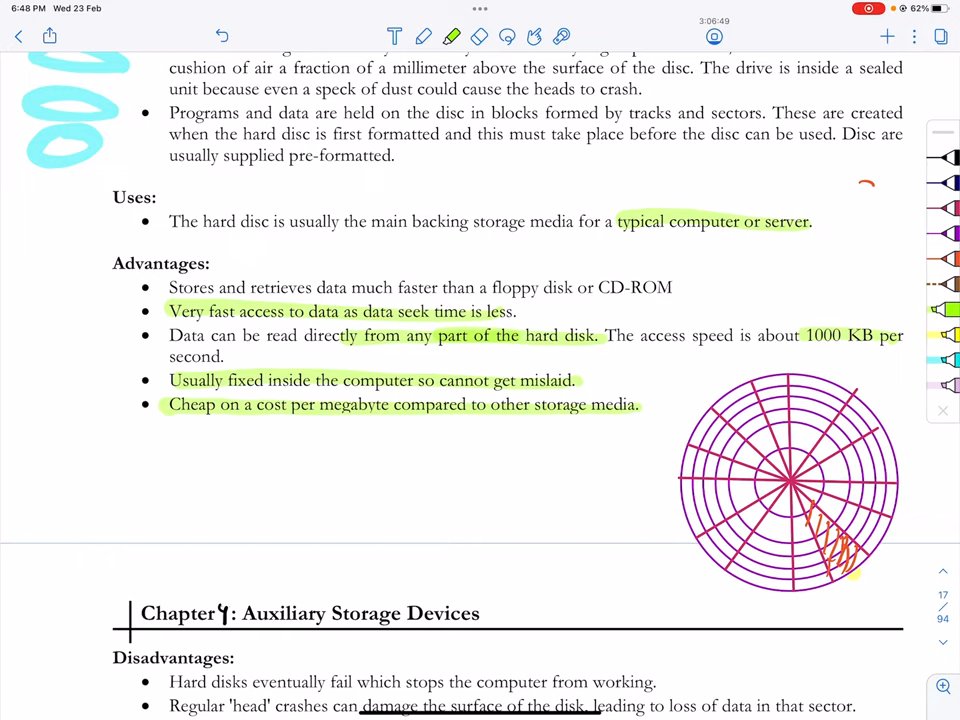 6:48 PM Wed 23 Feb
62%
3:06:49
cushion of air a fraction of a millimeter above the surface of the disc. The drive is inside a sealed
unit because even a speck of dust could cause the heads to crash.
• Programs and data are held on the disc in blocks formed by tracks and sectors. These are created
when the hard disc is first formatted and this must take place before the disc can be used. Disc are
usually supplied pre-formatted.
Uses:
• The hard disc is usually the main backing storage media for a typical computer or server.
Advantages:
• Stores and retrieves data much faster than a floppy disk or CD-ROM
• Very fast access to data as data seek time is less.
• Data can be read directly from any part of the hard disk. The access speed is about 1000 KB per
second.
• Usually fixed inside the computer so cannot get mislaid.
• Cheap on a cost per megabyte compared to other storage media.
17
/
94
Chapter 4: Auxiliary Storage Devices
Disadvantages:
• Hard disks eventually fail which stops the computer from working.
• Regular 'head' crashes can damage the surface of the disk, leading to loss of data in that sector.